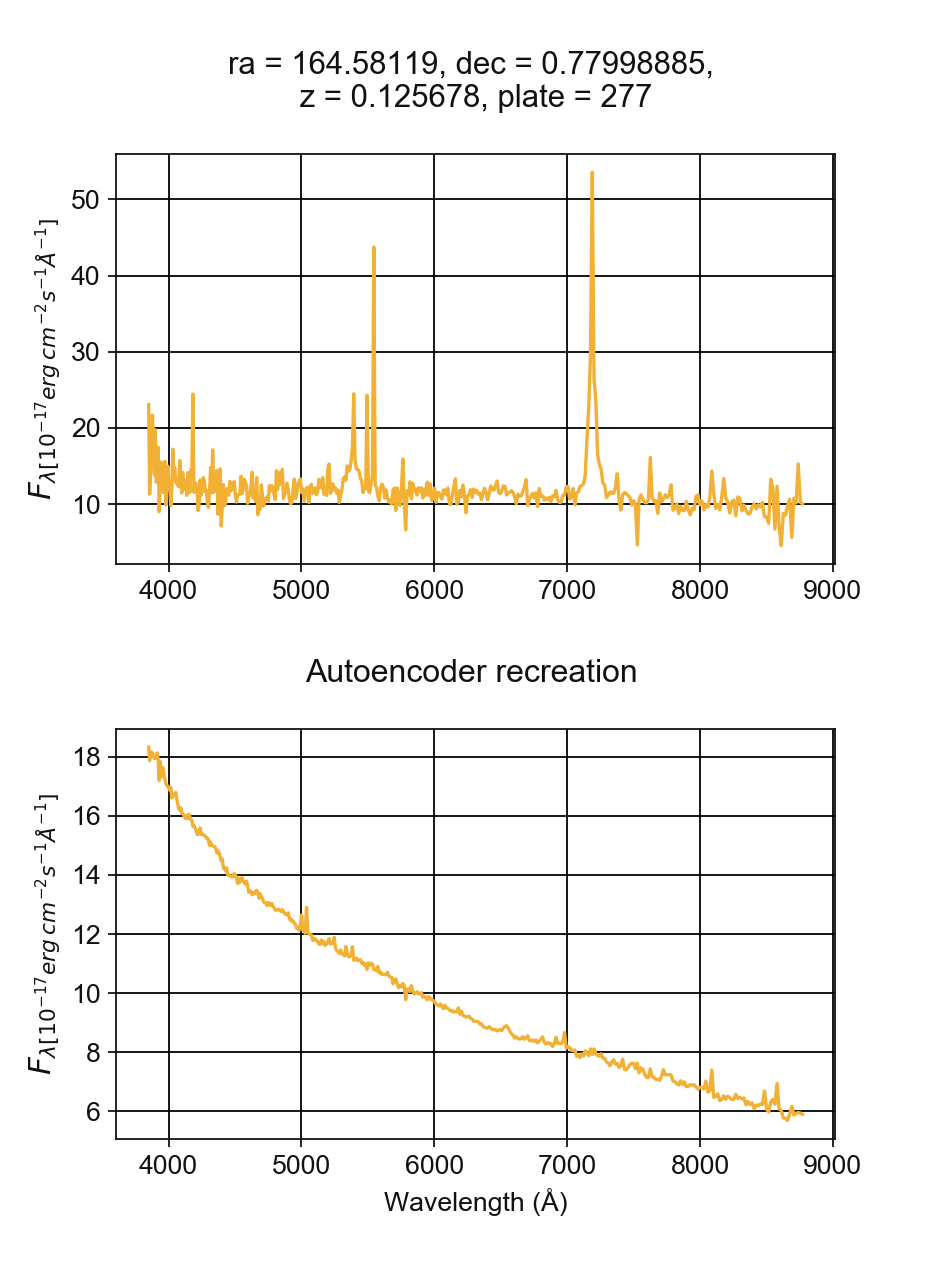 ra = 164.58119, dec = 0.77998885,
z = 0.125678, plate = 277
50
40
30
20
10
F_λ[10^{−17} erg cm^{−2} s^{−1} Å^{−1}]
4000 5000 6000 7000 8000 9000
Autoencoder recreation
18
16
14
12
10
8
6
F_λ[10^{−17} erg cm^{−2} s^{−1} Å^{−1}]
4000 5000 6000 7000 8000 9000
Wavelength (Å)